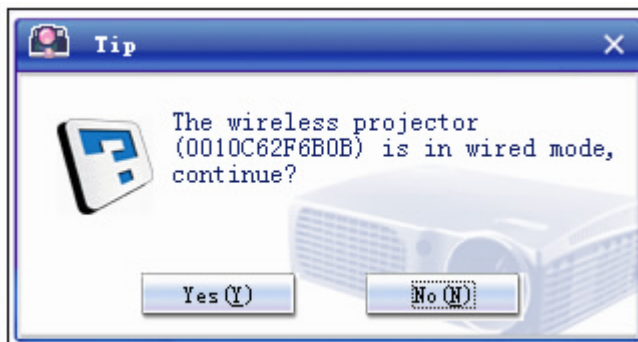 Tip
The wireless projector
(0010C62F6B0B) is in wired mode,
continue?
Yes(Y) No(N)